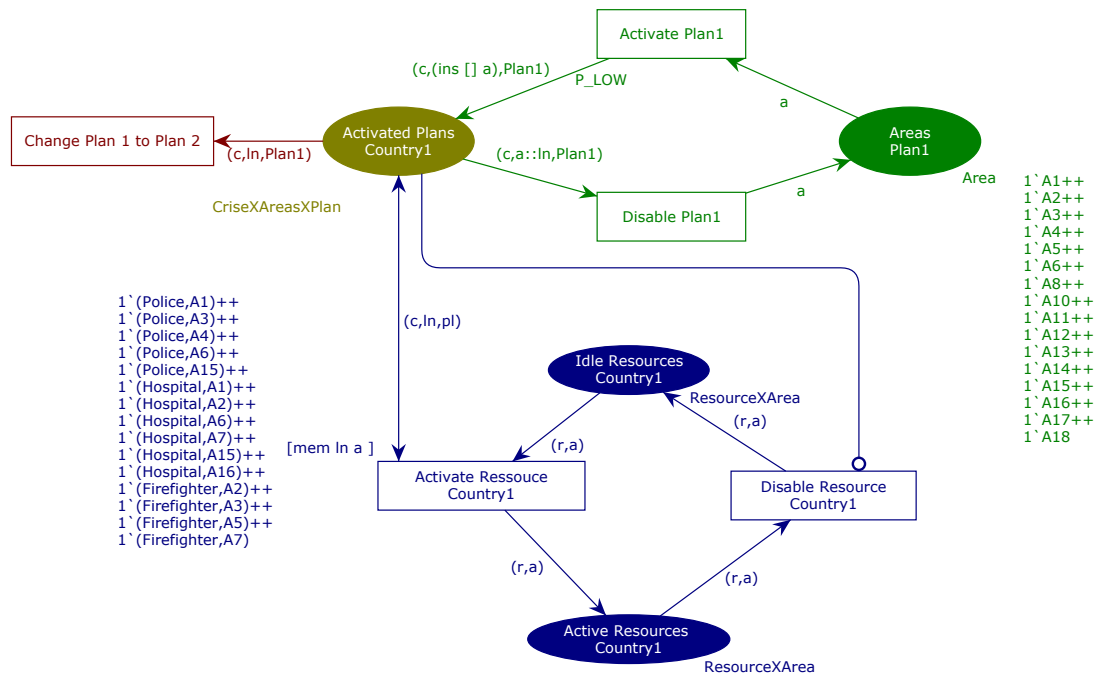 Activate Plan1
(c,(ins [] a),Plan1)
P_LOW
a
Change Plan 1 to Plan 2
(c,ln,Plan1)
Activated Plans
Country1
(c,a::ln,Plan1)
Areas
Plan1
Area
a
CriseXAreasXPlan
Disable Plan1
1`A1++
1`A2++
1`A3++
1`A4++
1`A5++
1`A6++
1`A8++
1`A10++
1`A11++
1`A12++
1`A13++
1`A14++
1`A15++
1`A16++
1`A17++
1`A18
1`(Police,A1)++
1`(Police,A3)++
1`(Police,A4)++
1`(Police,A6)++
1`(Police,A15)++
1`(Hospital,A1)++
1`(Hospital,A2)++
1`(Hospital,A6)++
1`(Hospital,A7)++
1`(Hospital,A15)++
1`(Hospital,A16)++
1`(Firefighter,A2)++
1`(Firefighter,A3)++
1`(Firefighter,A5)++
1`(Firefighter,A7)
(c,ln,pl)
Idle Resources
Country1
ResourceXArea
(r,a)
(r,a)
[mem ln a ]
Activate Ressouce
Country1
Disable Resource
Country1
(r,a)
(r,a)
Active Resources
Country1
ResourceXArea